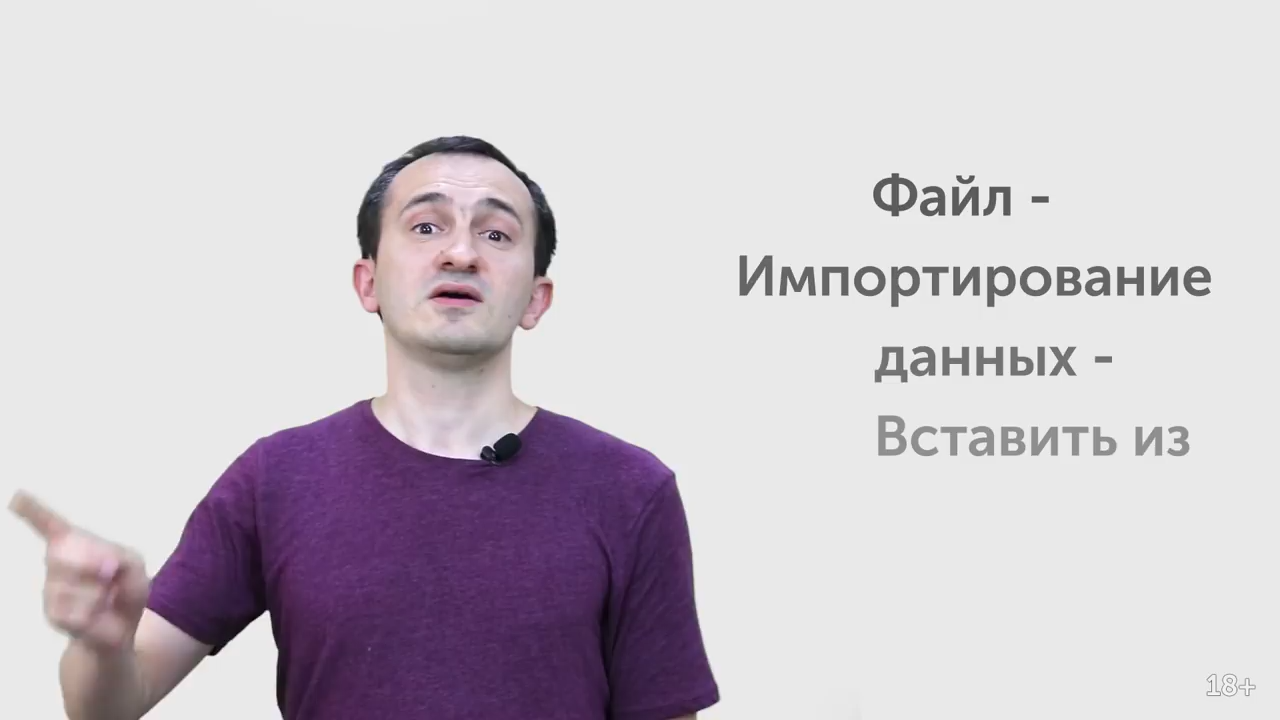 Файл -
Импортирование
данных -
Вставить из
18+